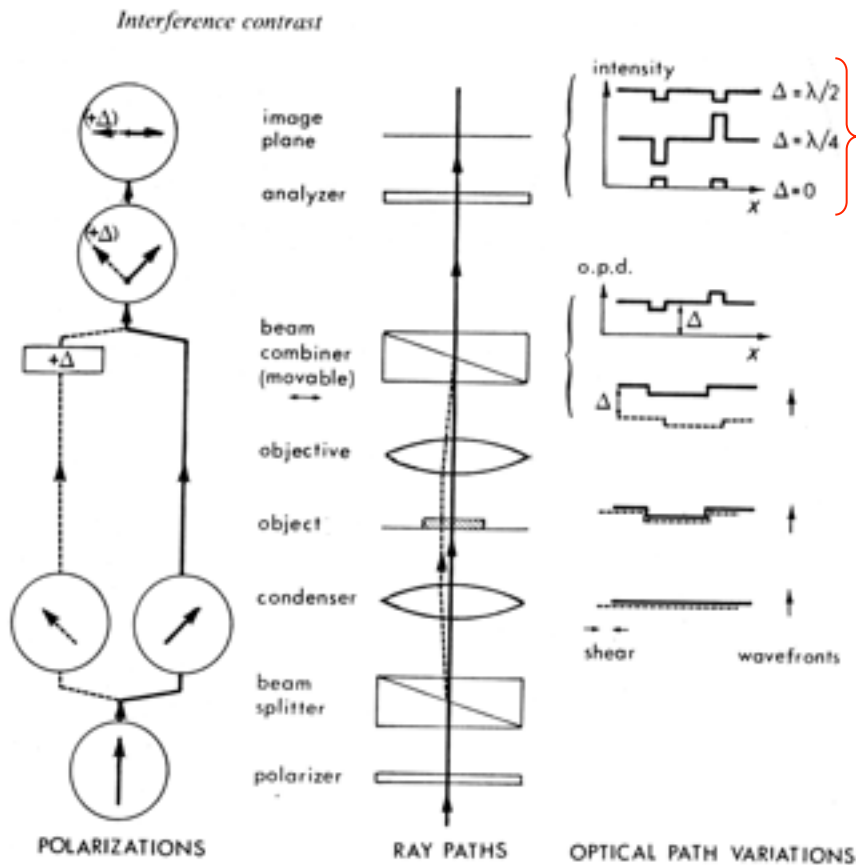 Interference contrast
(+Δ)
(+Δ)
+Δ
POLARIZATIONS
image
plane
analyzer
beam
combiner
(movable)
objective
object
condenser
beam
splitter
polarizer
RAY PATHS
intensity
Δ = λ/2
Δ = λ/4
Δ = 0
x
o.p.d.
Δ
x
Δ
shear
wavefronts
OPTICAL PATH VARIATIONS